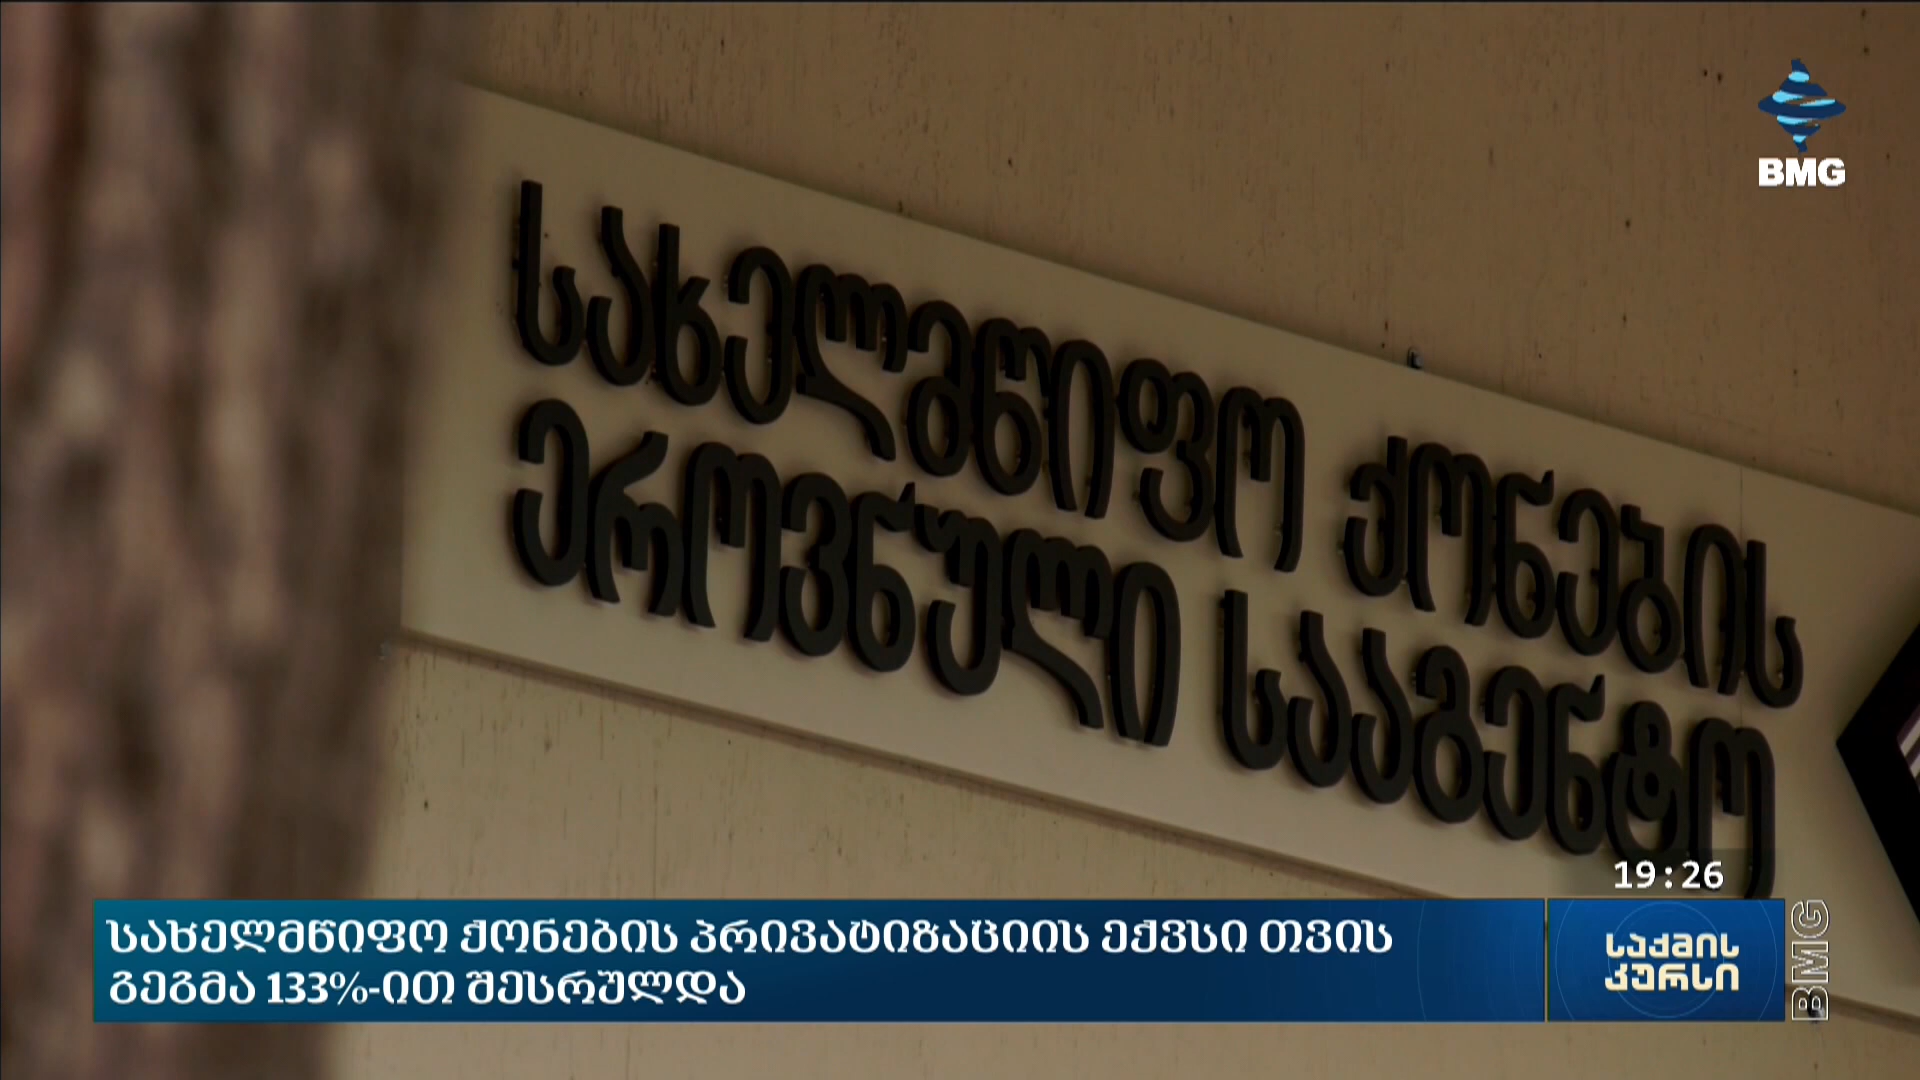 BMG
სახელმწიფო ქონების
ეროვნული სააგენტო
19:26
სახელმწიფო ქონების პრივატიზაციის ექვსი თვის
გეგმა 133%-ით შესრულდა
საქმის
კურსი
BMG